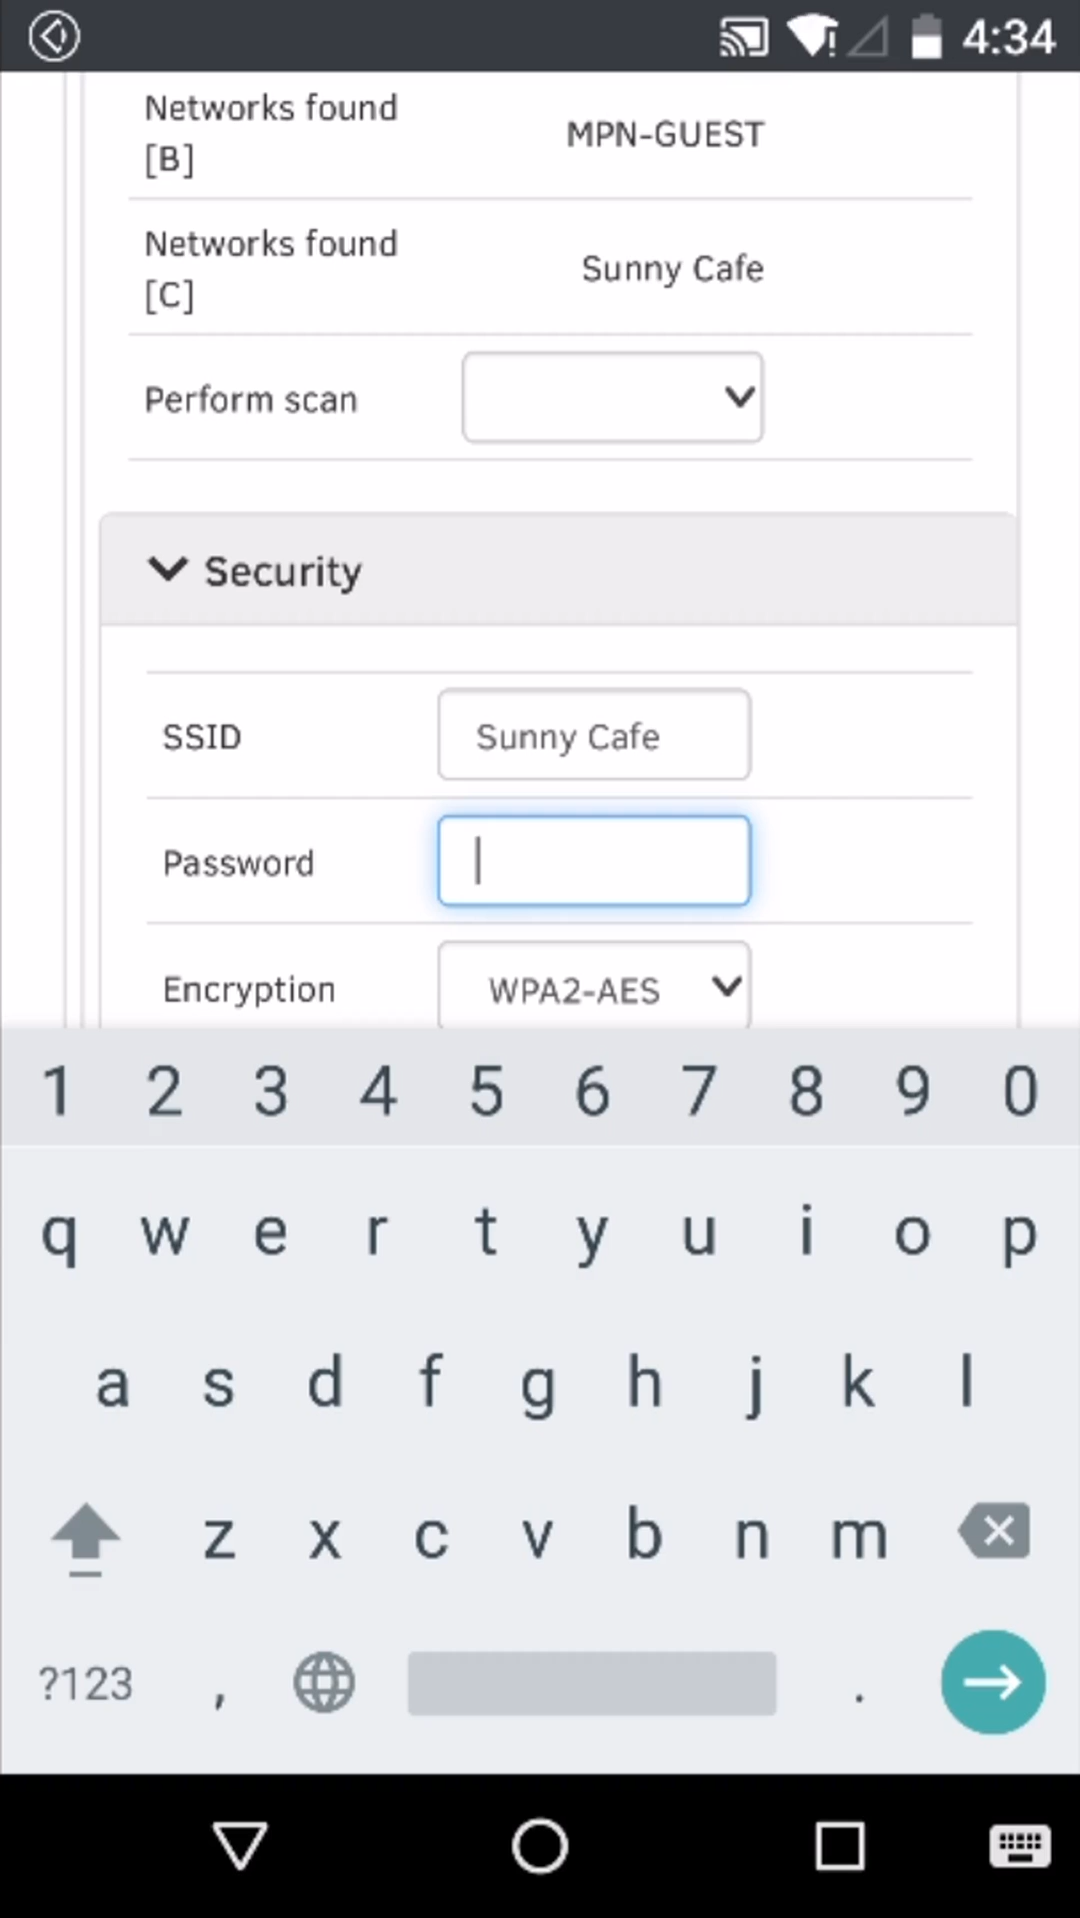 4:34
Networks found
[B]
MPN-GUEST
Networks found
[C]
Sunny Cafe
Perform scan
Security
SSID
Sunny Cafe
Password
Encryption
WPA2-AES
1 2 3 4 5 6 7 8 9 0
q w e r t y u i o p
a s d f g h j k l
z x c v b n m
?123 , .